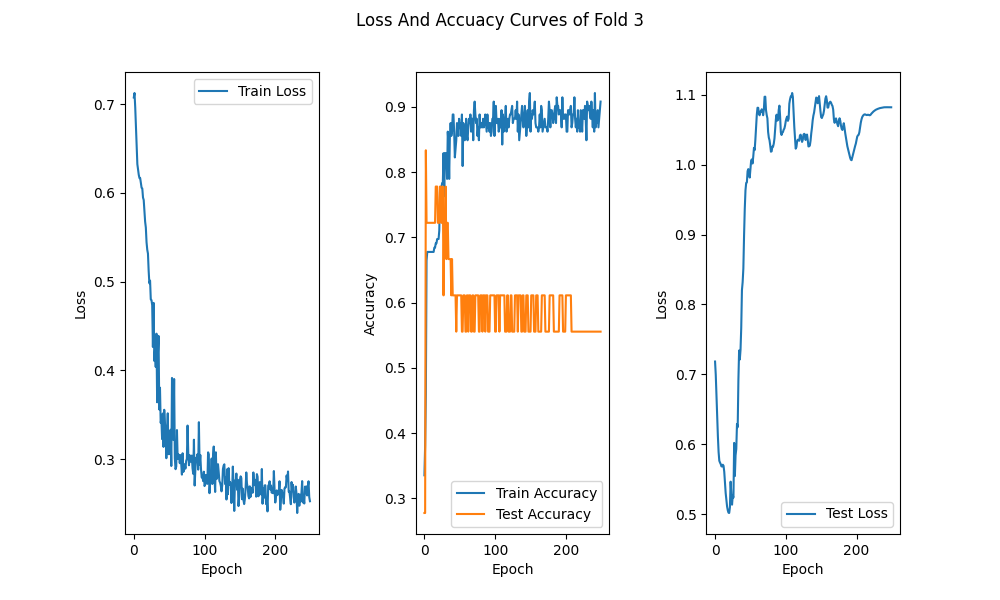 Loss And Accuacy Curves of Fold 3
Train Loss
0.7
0.6
0.5
0.4
0.3
Loss
0
100
200
Epoch
0.9
0.8
0.7
0.6
0.5
0.4
0.3
Accuracy
Train Accuracy
Test Accuracy
0
100
200
Epoch
1.1
1.0
0.9
0.8
0.7
0.6
0.5
Loss
Test Loss
0
100
200
Epoch